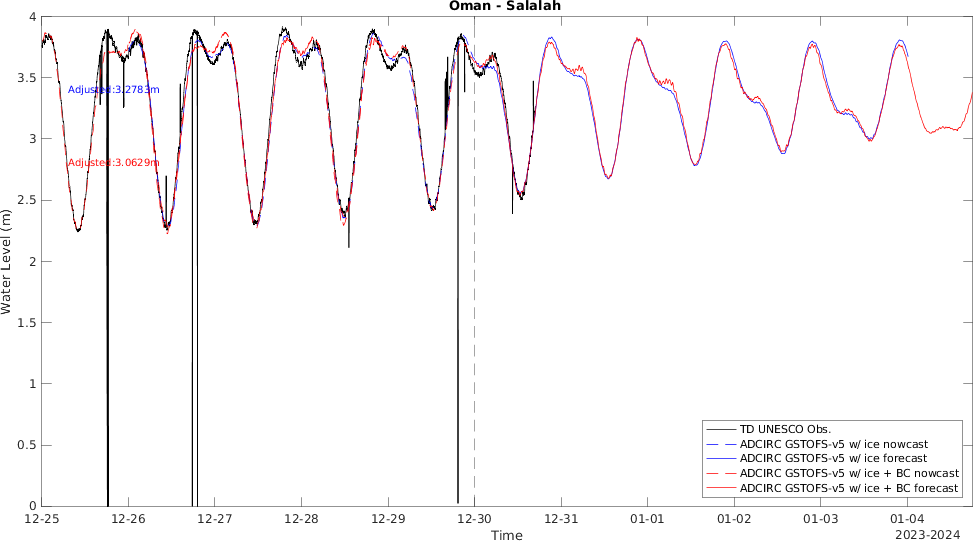 Oman - Salalah
4
3.5
3
2.5
2
1.5
1
0.5
0
Water Level (m)
Adjusted:3.2783m
Adjusted:3.0629m
TD UNESCO Obs.
ADCIRC GSTOFS-v5 w/ ice nowcast
ADCIRC GSTOFS-v5 w/ ice forecast
ADCIRC GSTOFS-v5 w/ ice + BC nowcast
ADCIRC GSTOFS-v5 w/ ice + BC forecast
12-25 12-26 12-27 12-28 12-29 12-30 12-31 01-01 01-02 01-03 01-04
Time
2023-2024